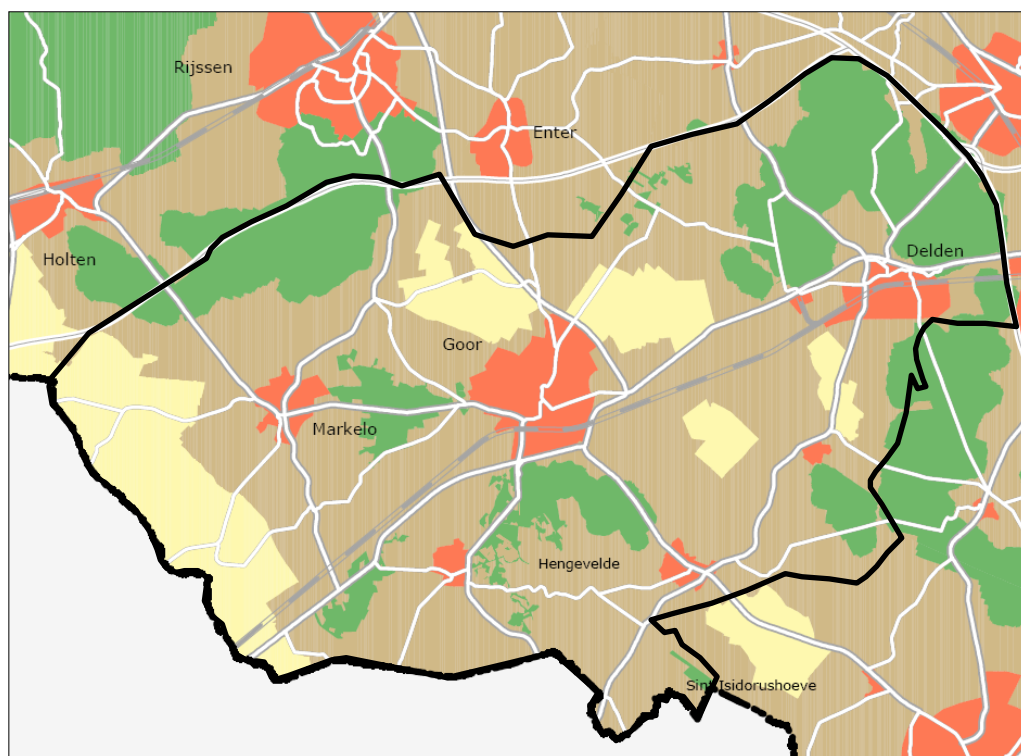 Rijssen
Enter
Holten
Delden
Goor
Markelo
Hengevelde
Sint Isidorushoeve